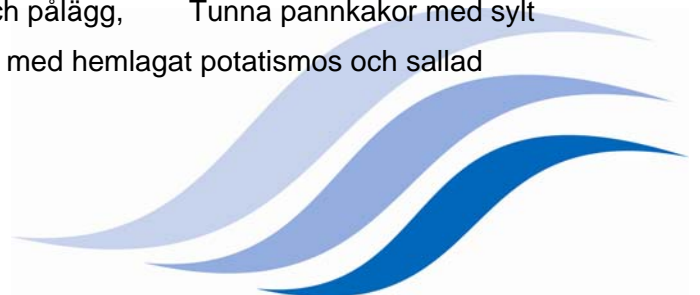 ch pålägg, Tunna pannkakor med sylt
med hemlagat potatismos och sallad